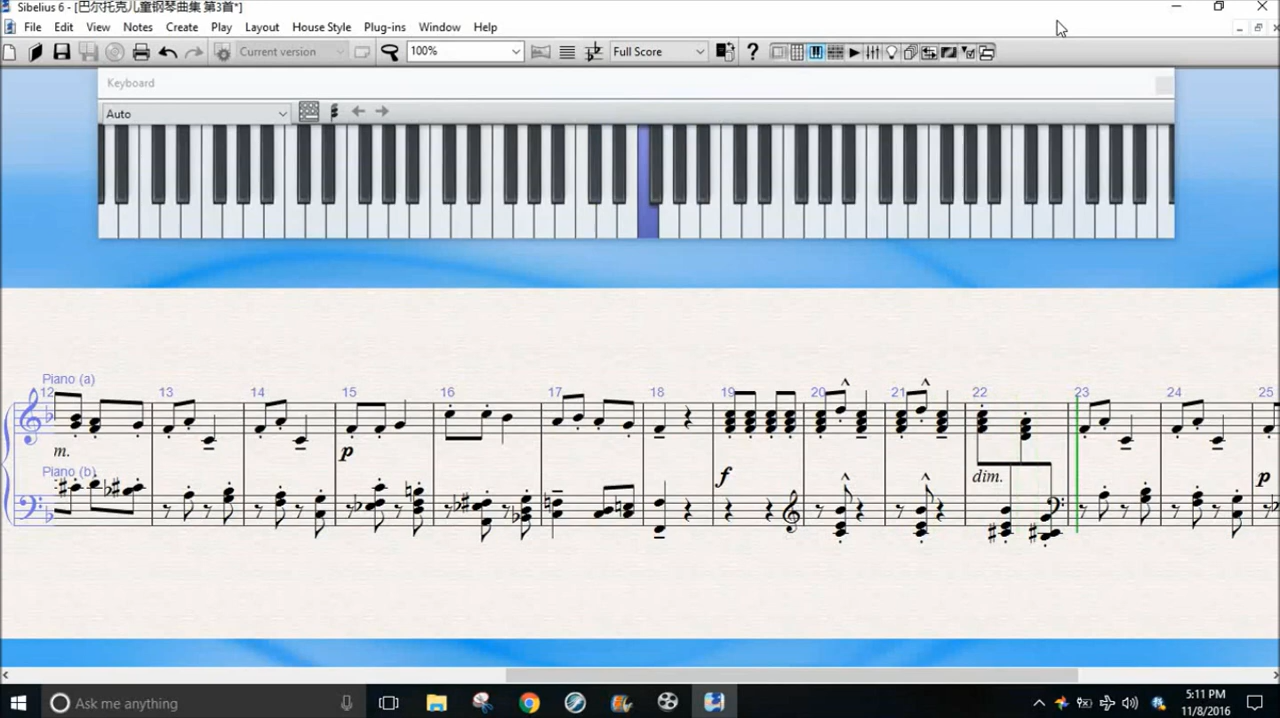 Sibelius 6 - [巴尔托克儿童钢琴曲集 第3首*]
File Edit View Notes Create Play Layout House Style Plug-ins Window Help
Current version 100% Full Score ?
Keyboard
Auto
Piano (a)
12 13 14 15 16 17 18 19 20 21 22 23 24 25
m. p
Piano (b)
f dim. p
Ask me anything
5:11 PM
11/8/2016